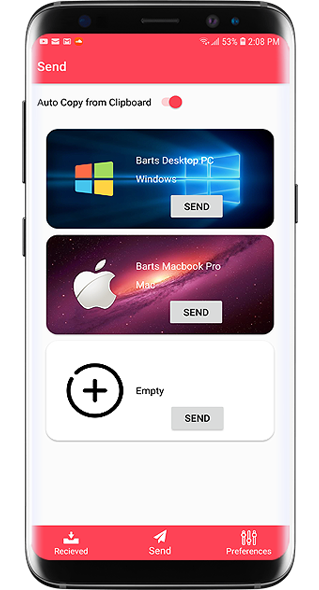 53% 2:08 PM
Send
Auto Copy from Clipboard
Barts Desktop PC
Windows
SEND
Barts Macbook Pro
Mac
SEND
Empty
SEND
Recieved
Send
Preferences